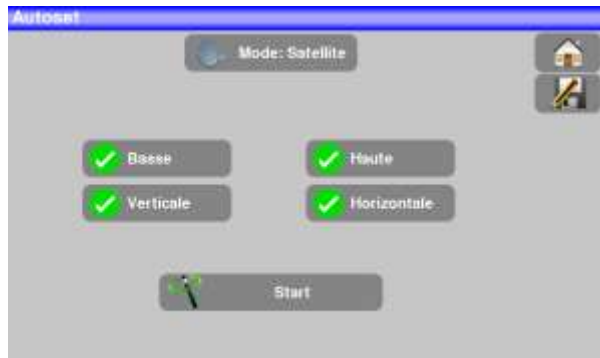 Autoset
Mode: Satellite
Basse
Haute
Verticale
Horizontale
Start